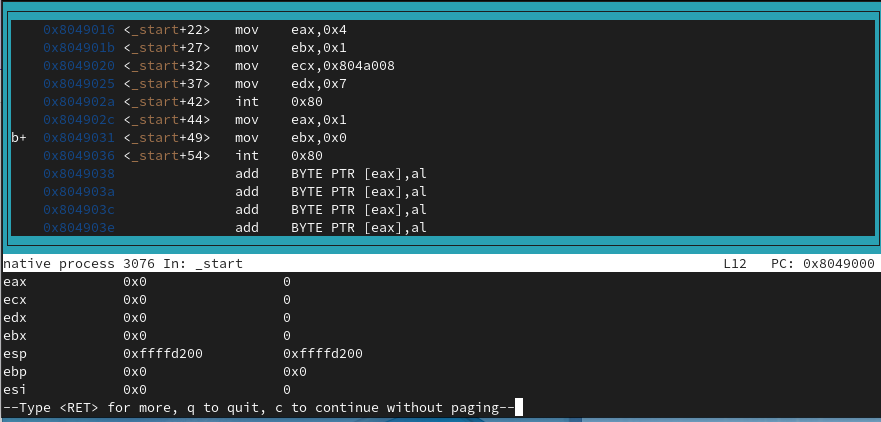 0x8049016 <_start+22> mov eax,0x4
0x804901b <_start+27> mov ebx,0x1
0x8049020 <_start+32> mov ecx,0x804a008
0x8049025 <_start+37> mov edx,0x7
0x804902a <_start+42> int 0x80
0x804902c <_start+44> mov eax,0x1
b+ 0x8049031 <_start+49> mov ebx,0x0
0x8049036 <_start+54> int 0x80
0x8049038 add BYTE PTR [eax],al
0x804903a add BYTE PTR [eax],al
0x804903c add BYTE PTR [eax],al
0x804903e add BYTE PTR [eax],al
native process 3076 In: _start L12 PC: 0x8049000
eax 0x0 0
ecx 0x0 0
edx 0x0 0
ebx 0x0 0
esp 0xffffd200 0xffffd200
ebp 0x0 0x0
esi 0x0 0
--Type <RET> for more, q to quit, c to continue without paging--